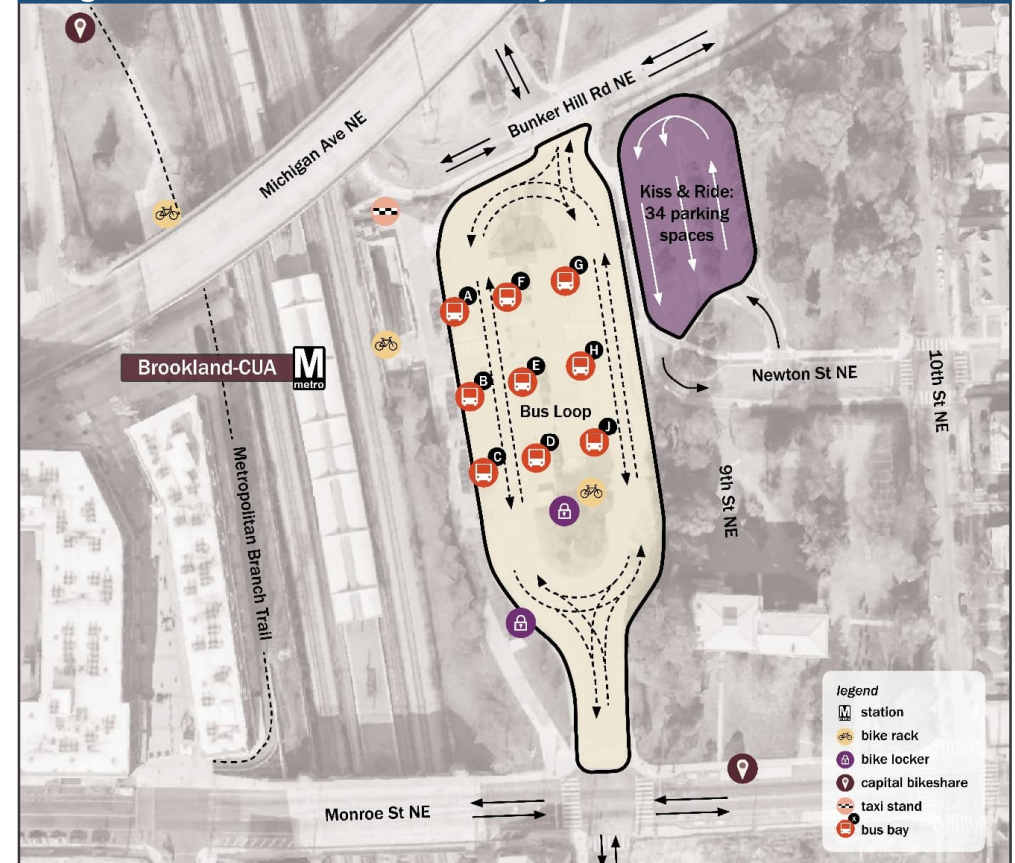 Michigan Ave NE
Bunker Hill Rd NE
Kiss & Ride:
34 parking
spaces
A
F
G
B
E
H
C
D
J
Bus Loop
Brookland-CUA
M
metro
Newton St NE
10th St NE
9th St NE
Metropolitan Branch Trail
Monroe St NE
legend
M
station
bike rack
bike locker
capital bikeshare
taxi stand
x
bus bay